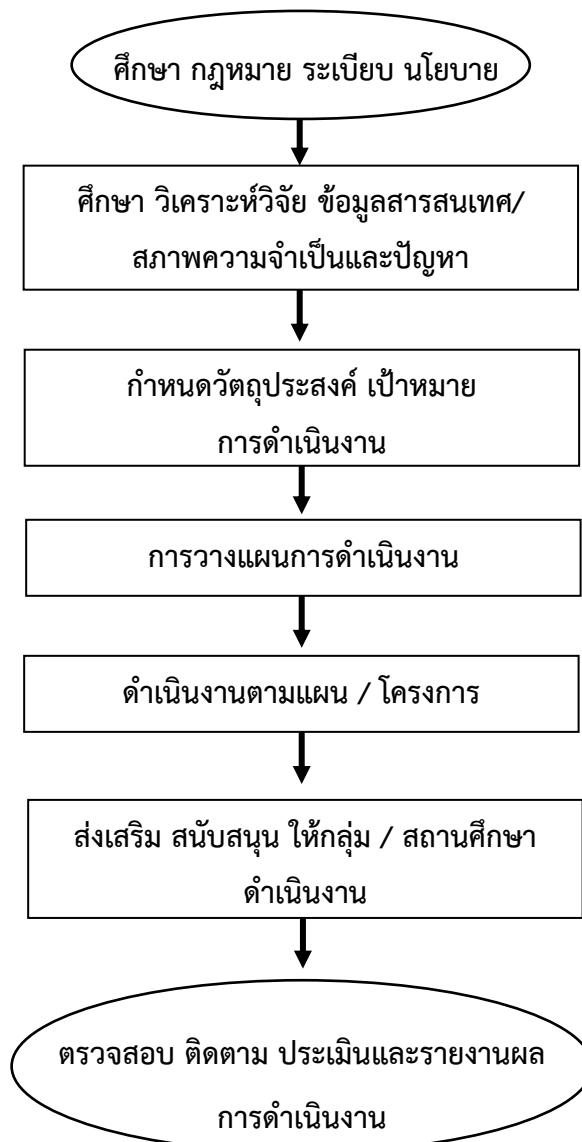 ศึกษา กฎหมาย ระเบียบ นโยบาย
ศึกษา วิเคราะห์วิจัย ข้อมูลสารสนเทศ/
สภาพความจำเป็นและปัญหา
กำหนดวัตถุประสงค์ เป้าหมาย
การดำเนินงาน
การวางแผนการดำเนินงาน
ดำเนินงานตามแผน / โครงการ
ส่งเสริม สนับสนุน ให้กลุ่ม / สถานศึกษา
ดำเนินงาน
ตรวจสอบ ติดตาม ประเมินและรายงานผล
การดำเนินงาน